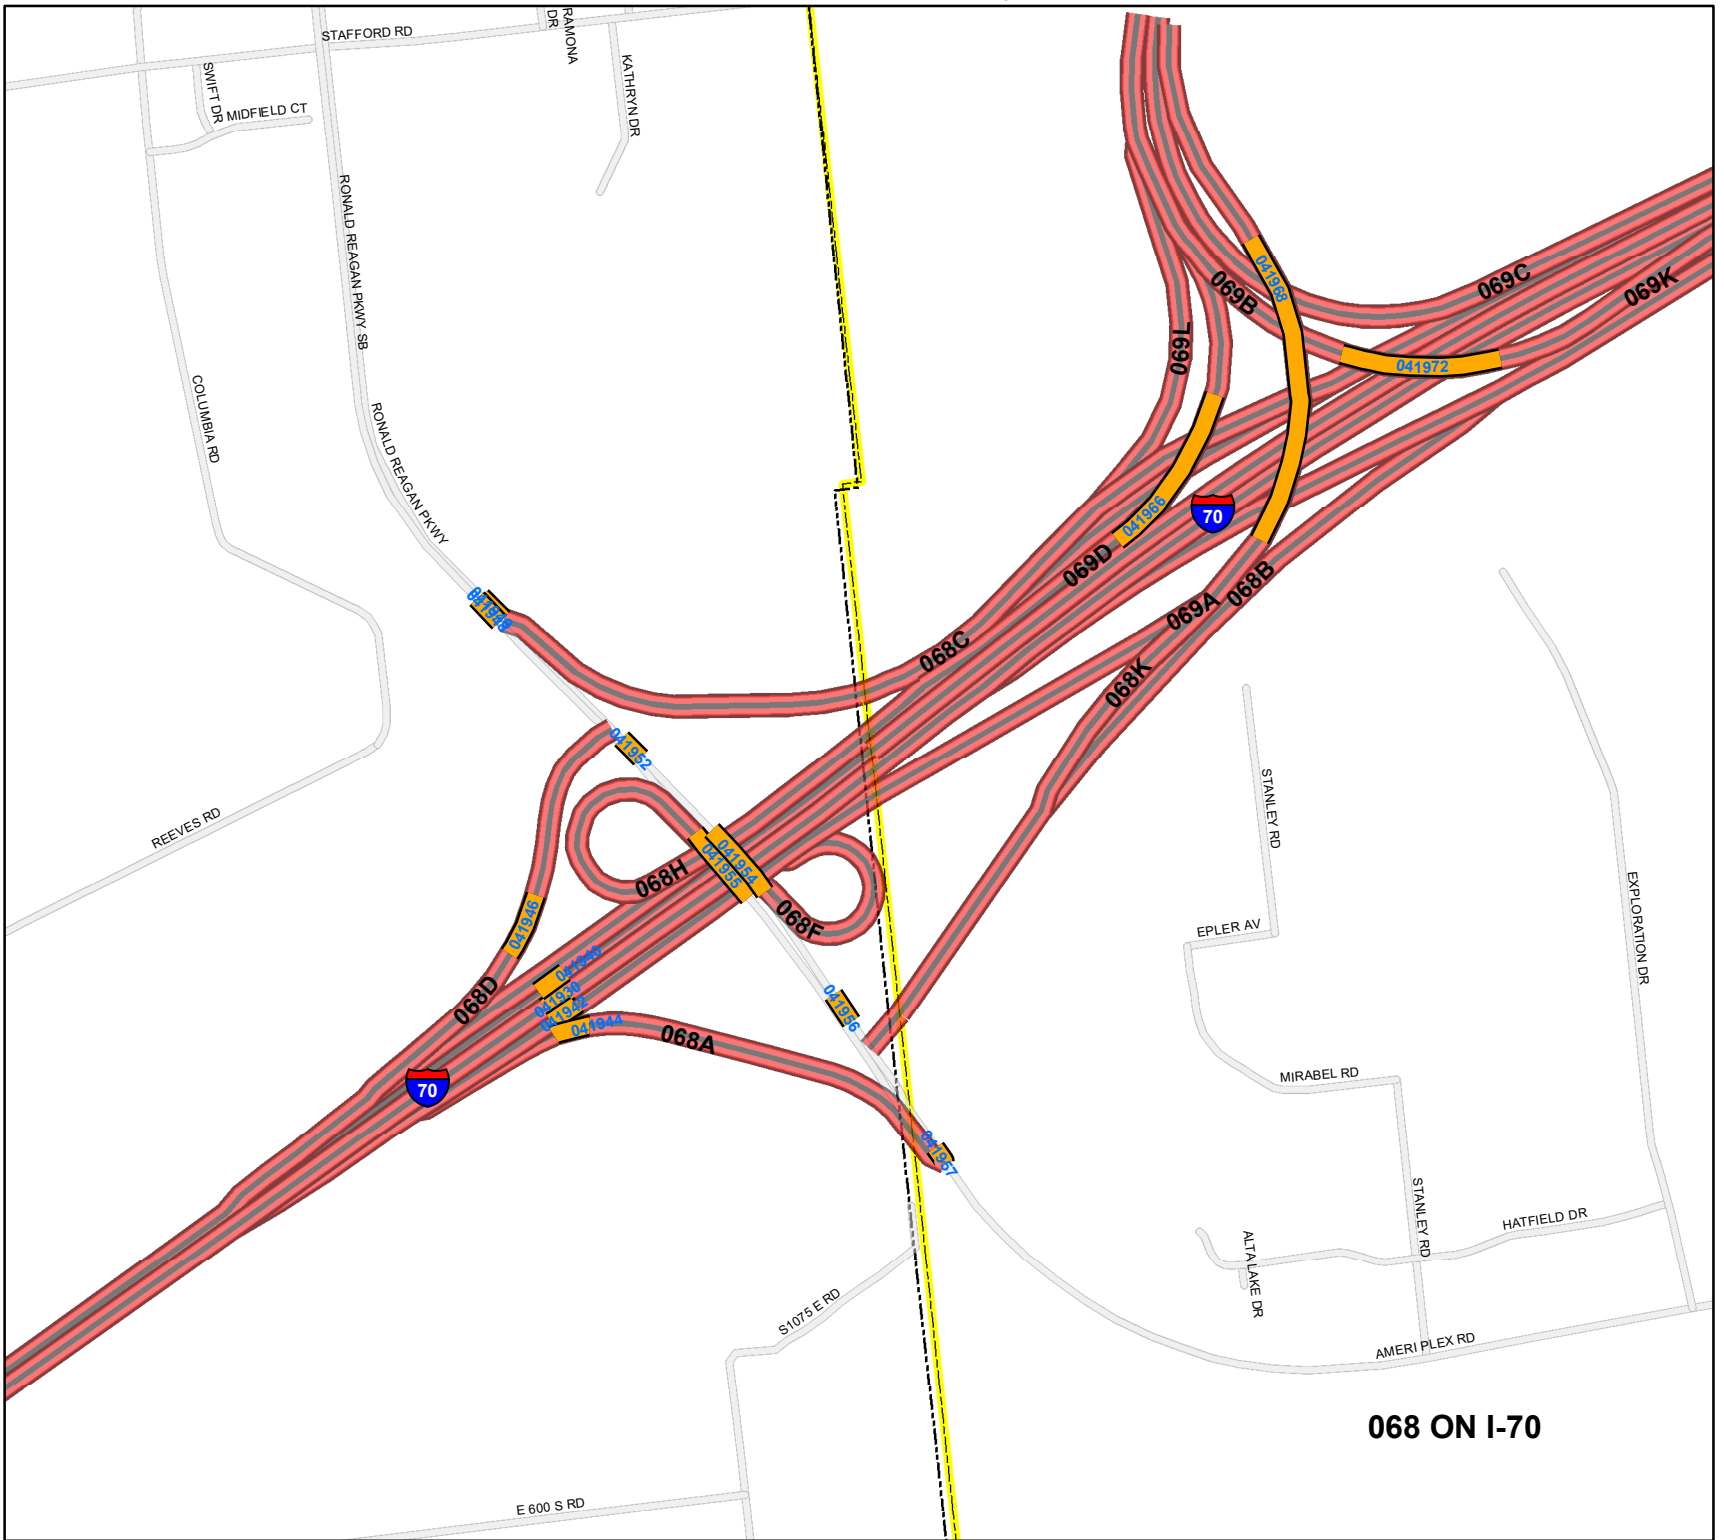 STAFFORD RD
RAMONA
DR
SWIFT DR
MIDFIELD CT
KATHRYN DR
RONALD REAGAN PKWY SB
COLUMBIA RD
RONALD REAGAN PKWY
041968
069B
069C
069K
069L
041972
041966
70
069D
068B
069A
068C
068K
041952
REEVES RD
STANLEY RD
041954
041955
068H
068F
041946
EPLER AV
EXPLORATION DR
041940
041942
041944
068D
041956
068A
70
MIRABEL RD
STANLEY RD
HATFIELD DR
ALTA LAKE DR
S1075 E RD
AMERI PLEX RD
068 ON I-70
E 600 S RD